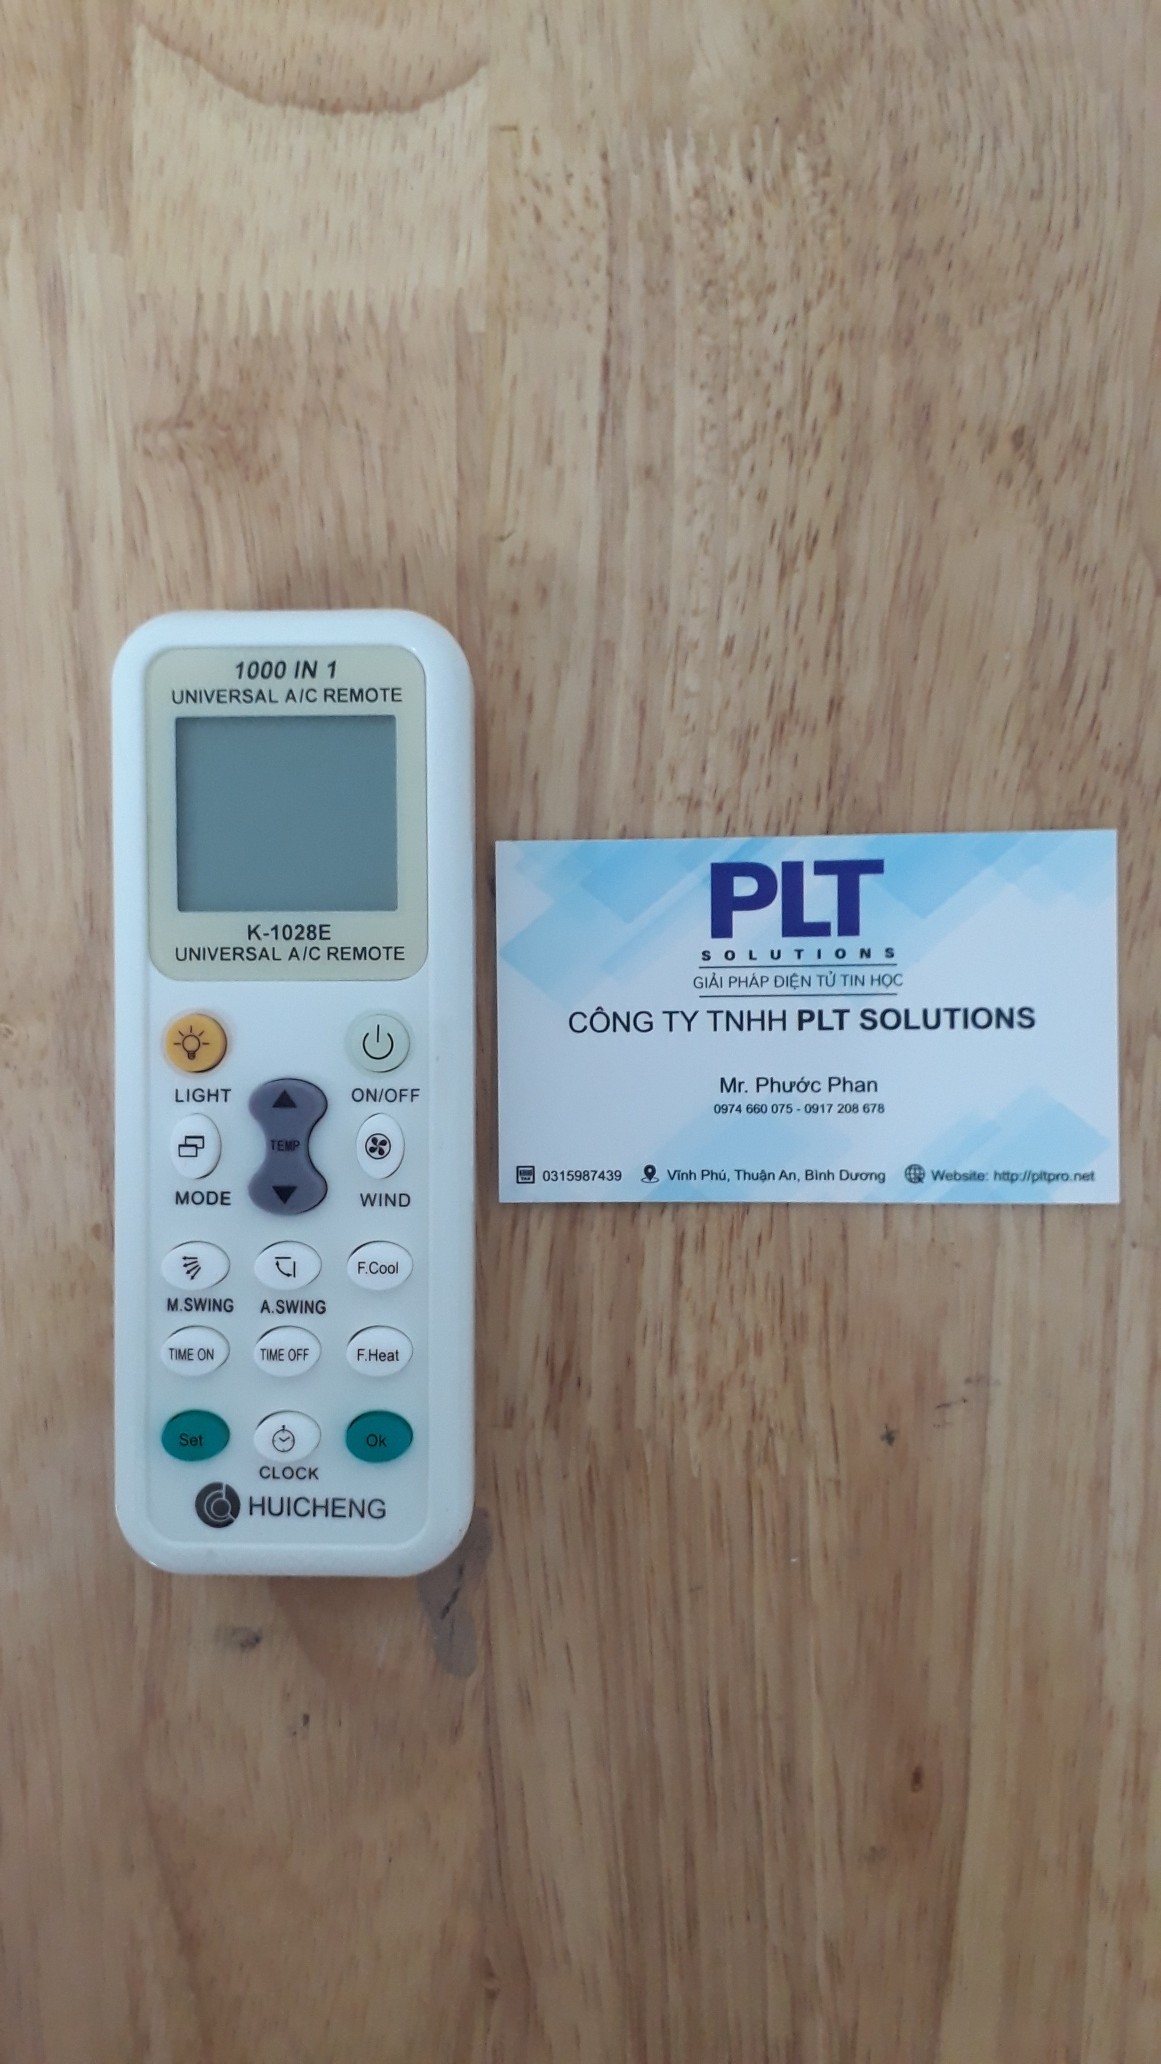 1000 IN 1
UNIVERSAL A/C REMOTE
K-1028E
UNIVERSAL A/C REMOTE
LIGHT
ON/OFF
TEMP
MODE
WIND
F.Cool
M.SWING
A.SWING
TIME ON
TIME OFF
F.Heat
Set
Ok
CLOCK
HUICHENG
PLT
SOLUTIONS
GIẢI PHÁP ĐIỆN TỬ TIN HỌC
CÔNG TY TNHH PLT SOLUTIONS
Mr. Phước Phan
0974 660 075 - 0917 208 678
0315987439 Vĩnh Phú, Thuận An, Bình Dương Website: http://pltpro.net